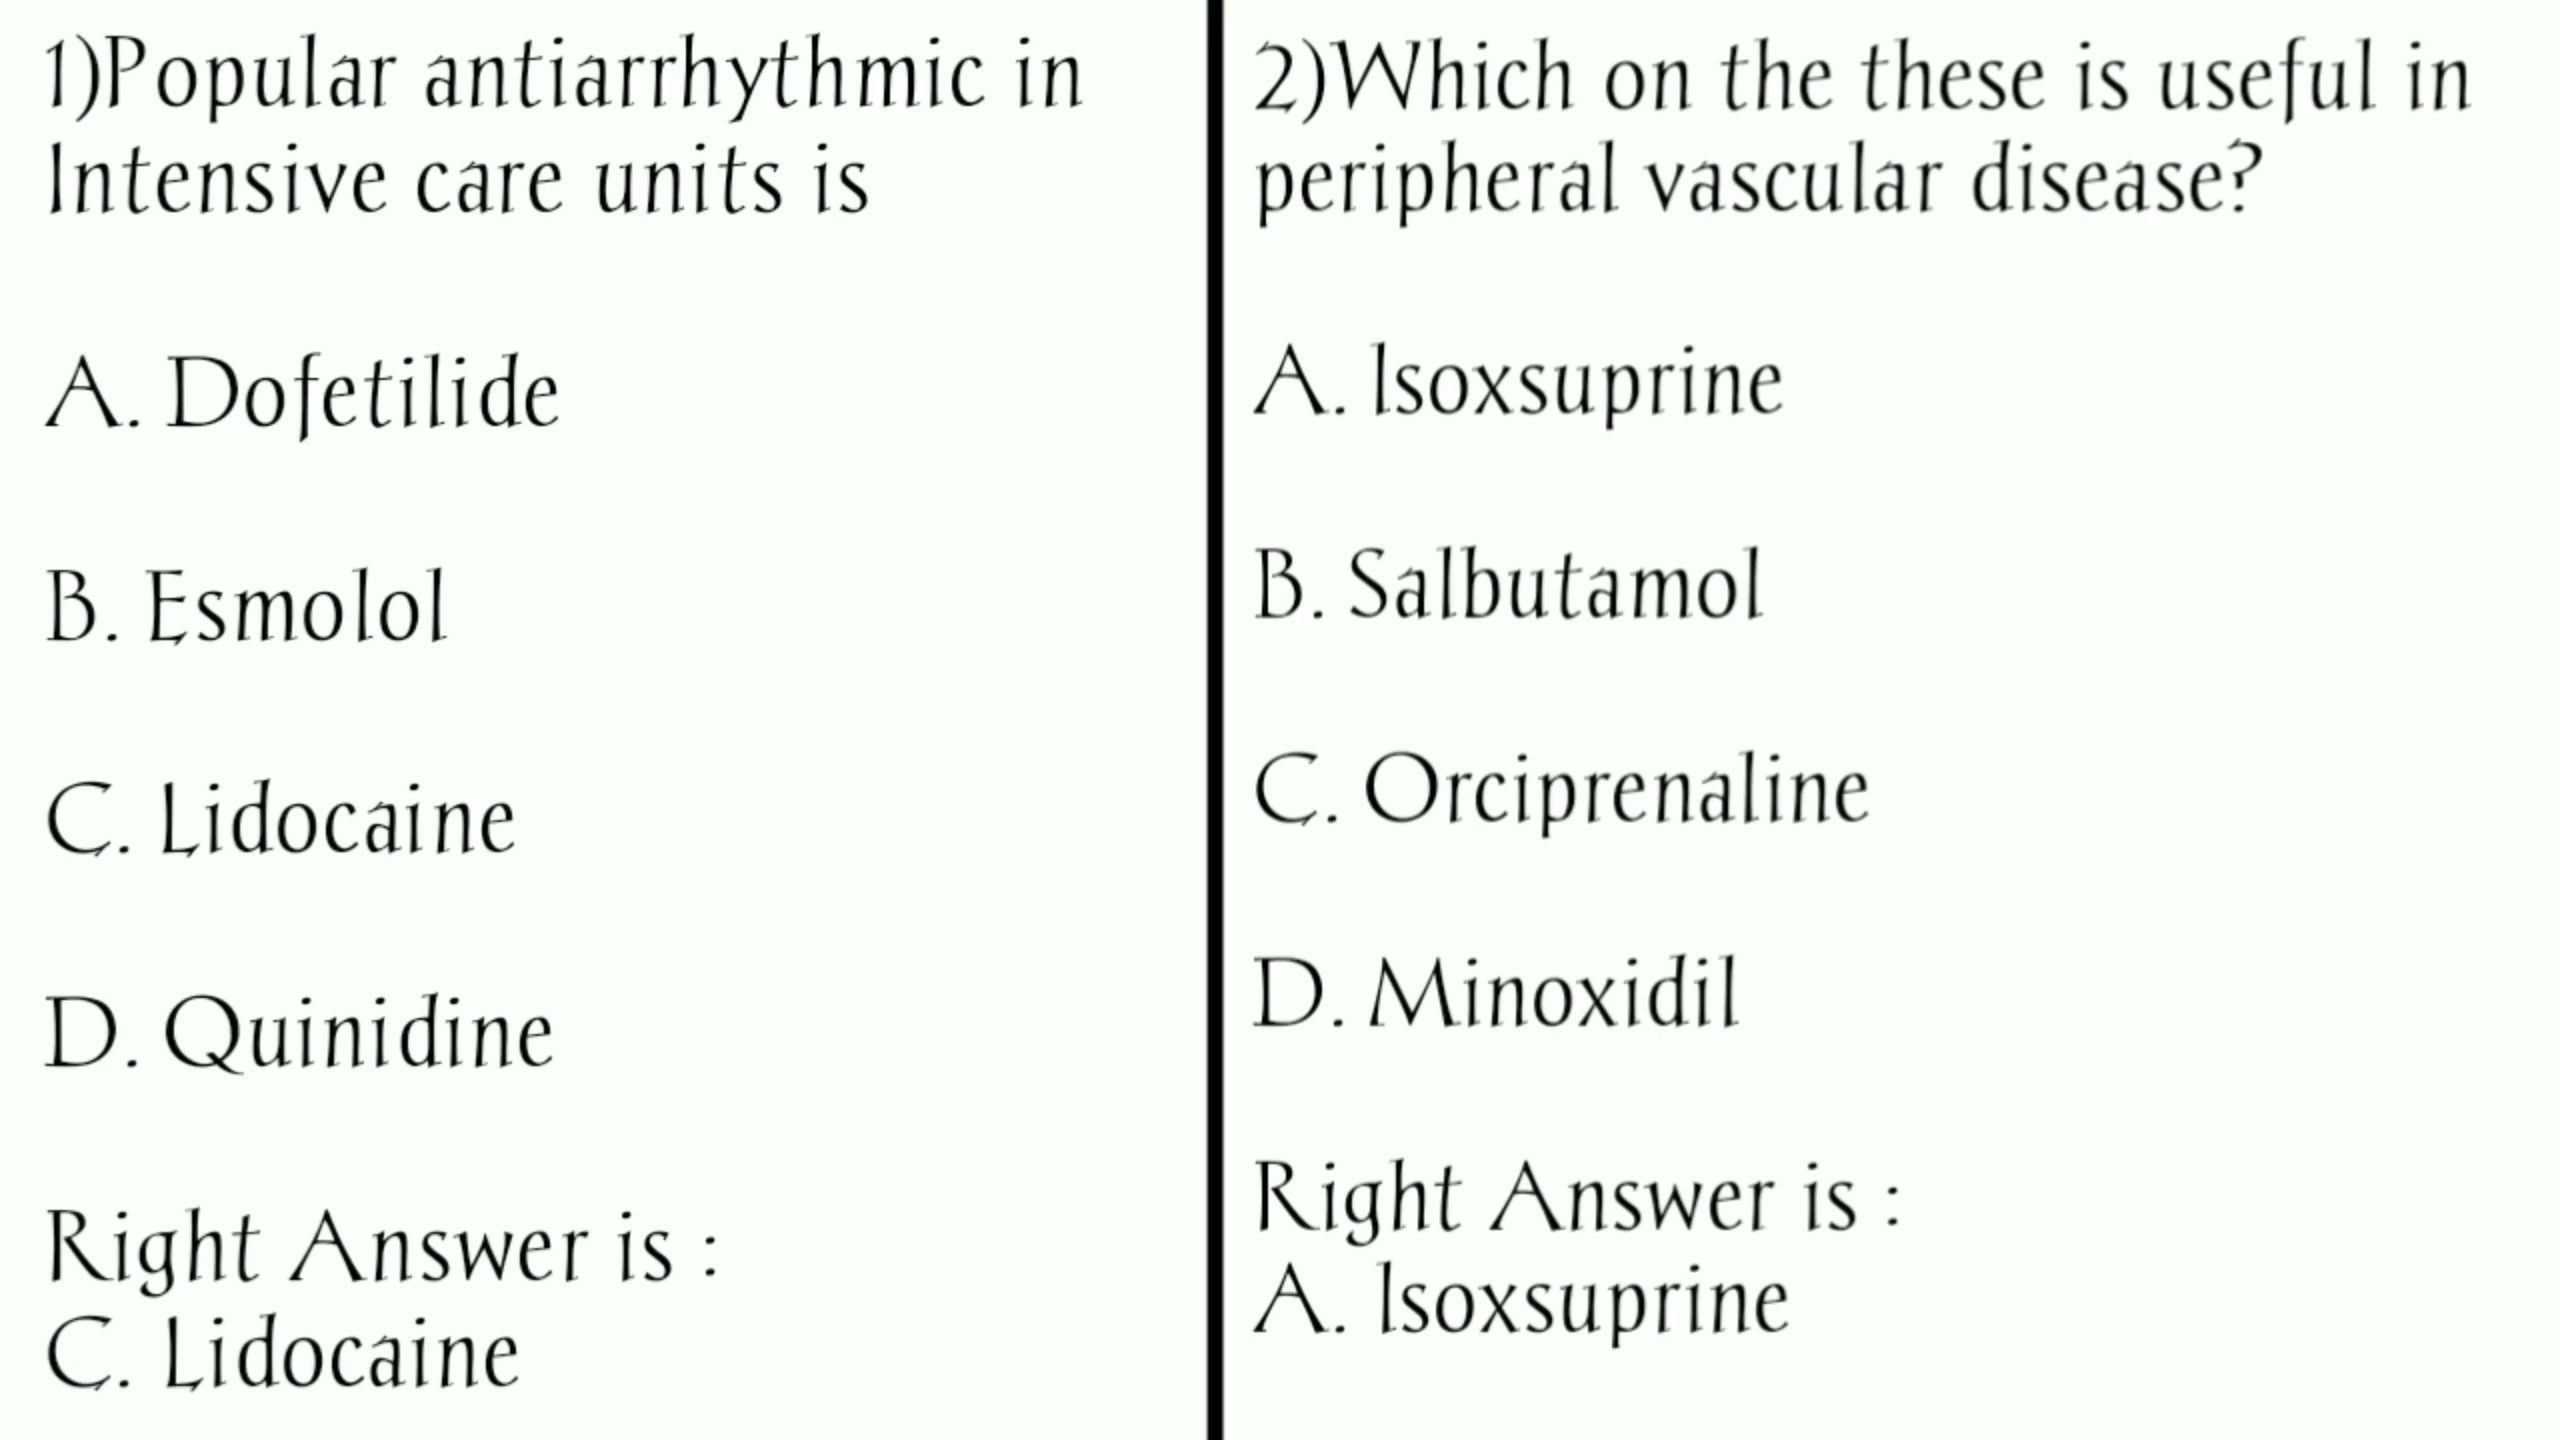 1)Popular antiarrhythmic in
Intensive care units is
A. Dofetilide
B. Esmolol
C. Lidocaine
D. Quinidine
Right Answer is :
C. Lidocaine
2)Which on the these is useful in
peripheral vascular disease?
A. Isoxsuprine
B. Salbutamol
C. Orciprenaline
D. Minoxidil
Right Answer is :
A. Isoxsuprine